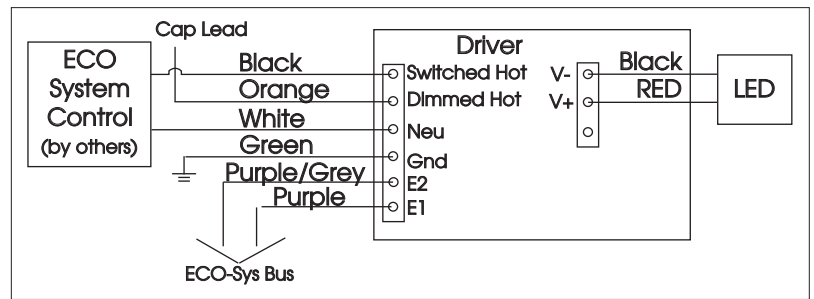 Cap Lead
ECO
System
Control
(by others)
Black
Orange
White
Green
Purple/Grey
Purple
ECO-Sys Bus
Driver
Switched Hot
Dimmed Hot
Neu
Gnd
E2
E1
V-
V+
Black
RED
LED